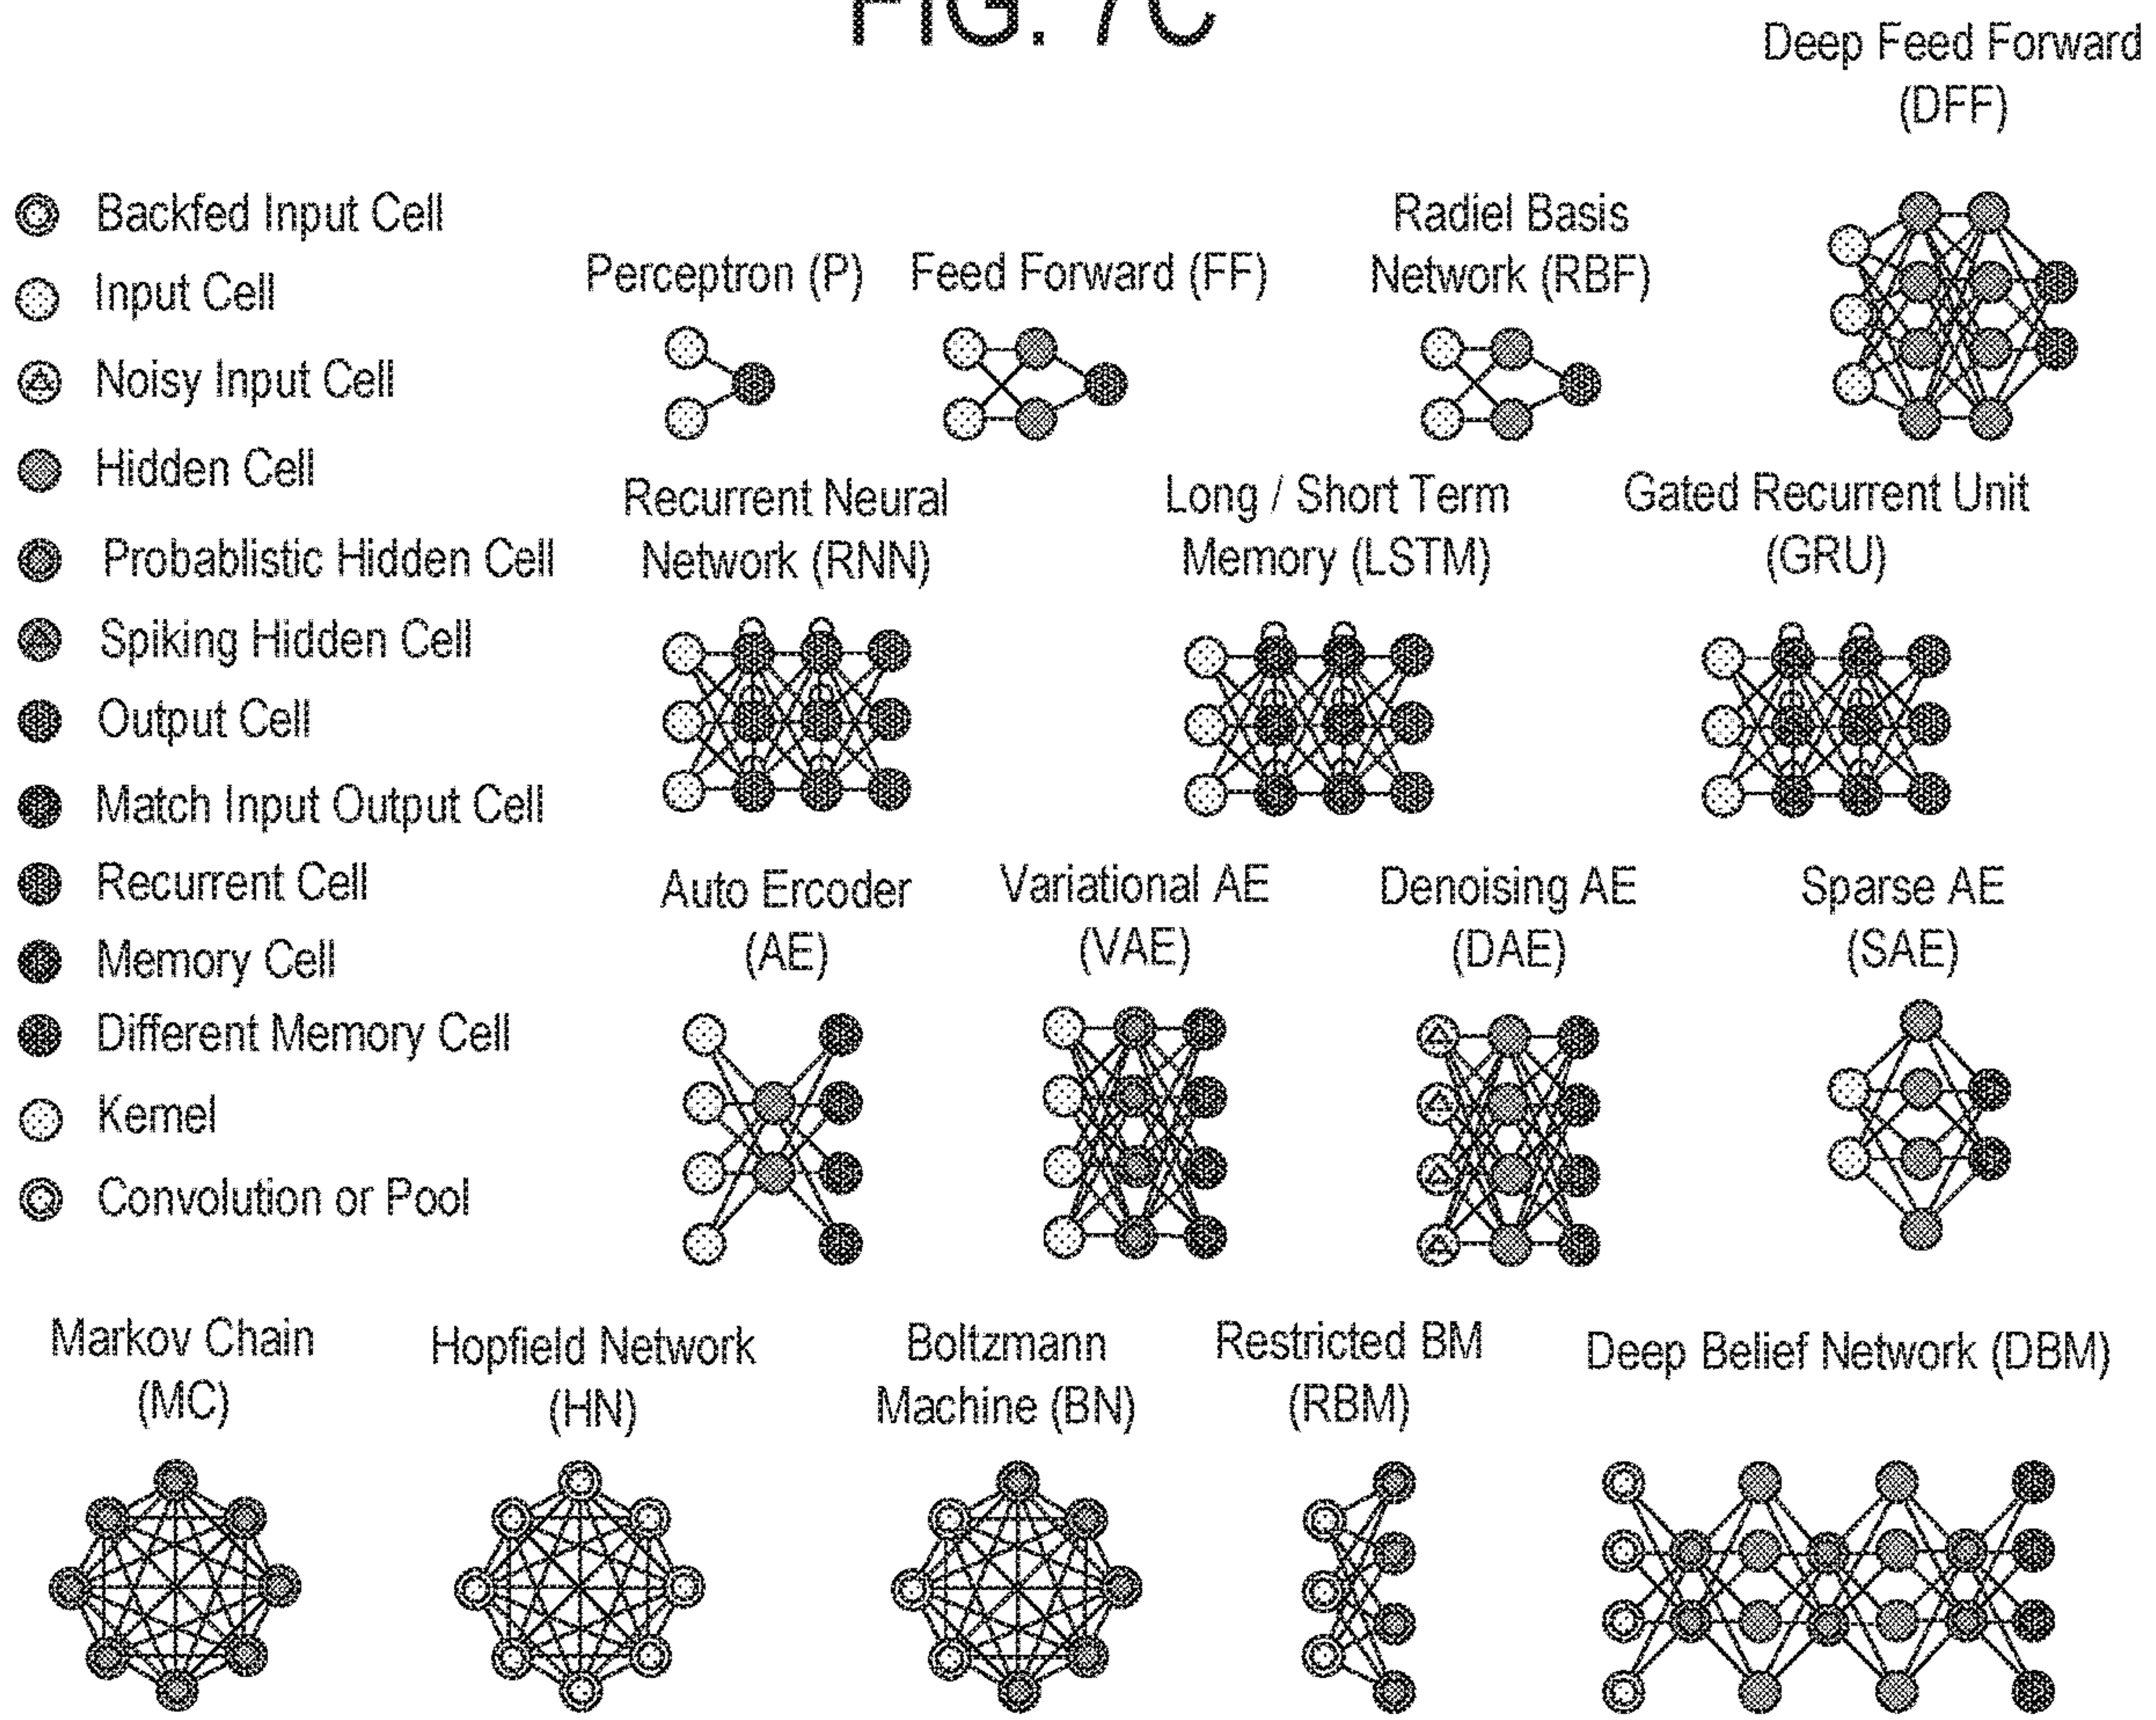 FIG. 7C
Deep Feed Forward
(DFF)
Backfed Input Cell
Input Cell
Noisy Input Cell
Hidden Cell
Probablistic Hidden Cell
Spiking Hidden Cell
Output Cell
Match Input Output Cell
Recurrent Cell
Memory Cell
Different Memory Cell
Kernel
Convolution or Pool
Perceptron (P)
Feed Forward (FF)
Radiel Basis
Network (RBF)
Recurrent Neural
Network (RNN)
Long / Short Term
Memory (LSTM)
Gated Recurrent Unit
(GRU)
Auto Ercoder
(AE)
Variational AE
(VAE)
Denoising AE
(DAE)
Sparse AE
(SAE)
Markov Chain
(MC)
Hopfield Network
(HN)
Boltzmann
Machine (BN)
Restricted BM
(RBM)
Deep Belief Network (DBM)